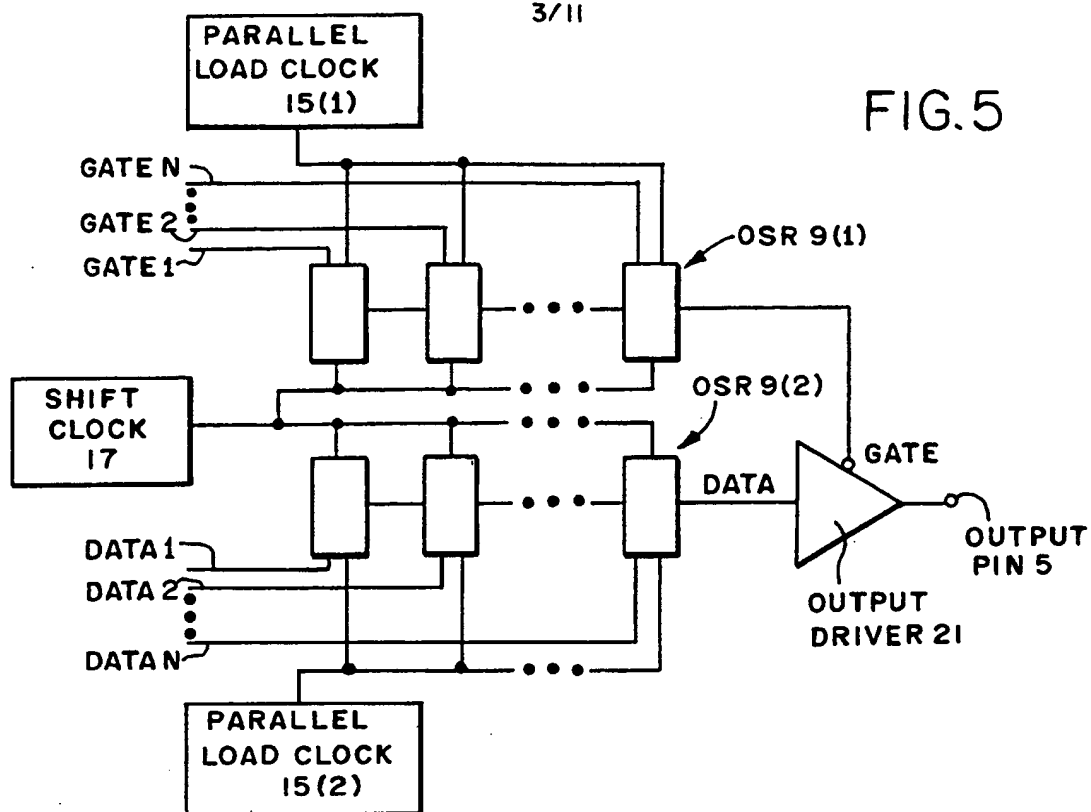 3/11
PARALLEL
LOAD CLOCK
15(1)
FIG.5
GATE N
GATE 2
GATE 1
OSR 9(1)
SHIFT
CLOCK
17
OSR 9(2)
GATE
DATA
OUTPUT
PIN 5
DATA 1
DATA 2
DATA N
OUTPUT
DRIVER 21
PARALLEL
LOAD CLOCK
15(2)